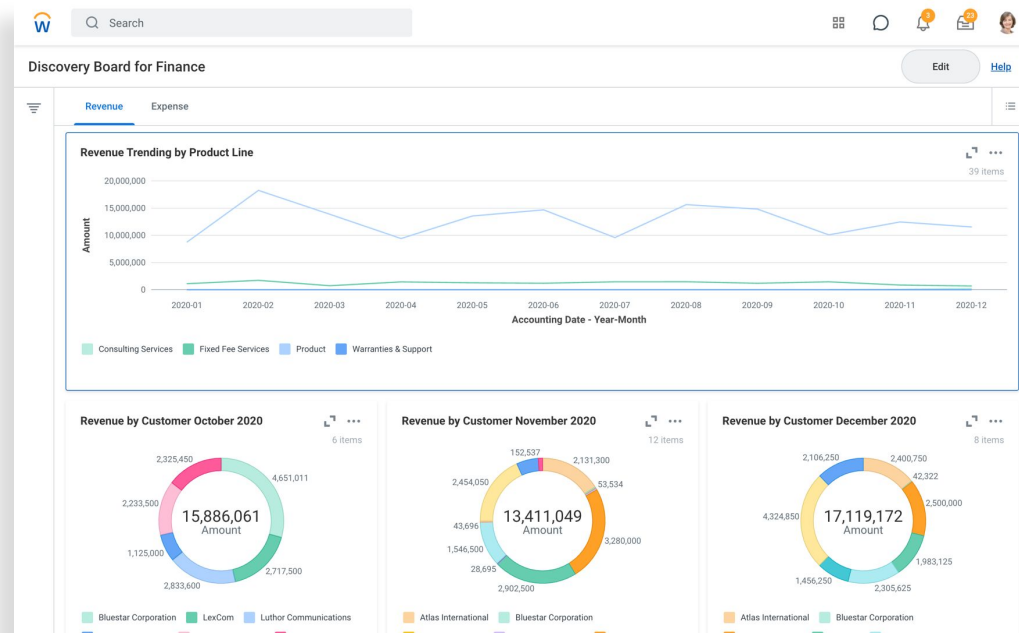 W
Search
3
23
Discovery Board for Finance
Edit
Help
Revenue
Expense
Revenue Trending by Product Line
39 items
20,000,000
15,000,000
10,000,000
5,000,000
0
Amount
2020-01 2020-02 2020-03 2020-04 2020-05 2020-06 2020-07 2020-08 2020-09 2020-10 2020-11 2020-12
Accounting Date - Year-Month
Consulting Services Fixed Fee Services Product Warranties & Support
Revenue by Customer October 2020
6 items
2,325,450
4,651,011
2,233,500
15,886,061
Amount
1,125,000
2,717,500
2,833,600
Bluestar Corporation LexCom Luthor Communications
Revenue by Customer November 2020
12 items
152,537
2,131,300
2,454,050
53,534
13,411,049
Amount
43,696
3,280,000
1,546,500
28,695
2,902,500
Atlas International Bluestar Corporation
Revenue by Customer December 2020
8 items
2,106,250
2,400,750
42,322
2,500,000
4,324,850
17,119,172
Amount
1,983,125
1,456,250
2,305,625
Atlas International Bluestar Corporation